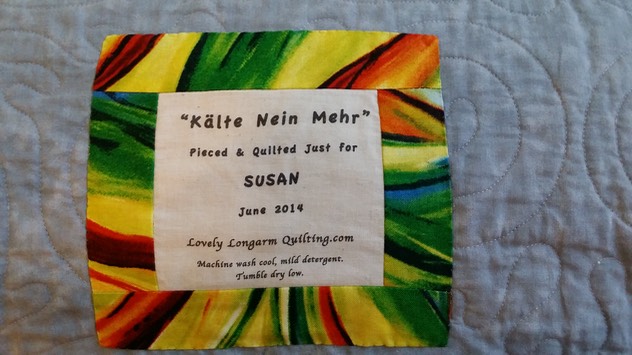 “Kälte Nein Mehr”
Pieced & Quilted Just for
SUSAN
June 2014
Lovely Longarm Quilting.com
Machine wash cool, mild detergent.
Tumble dry low.